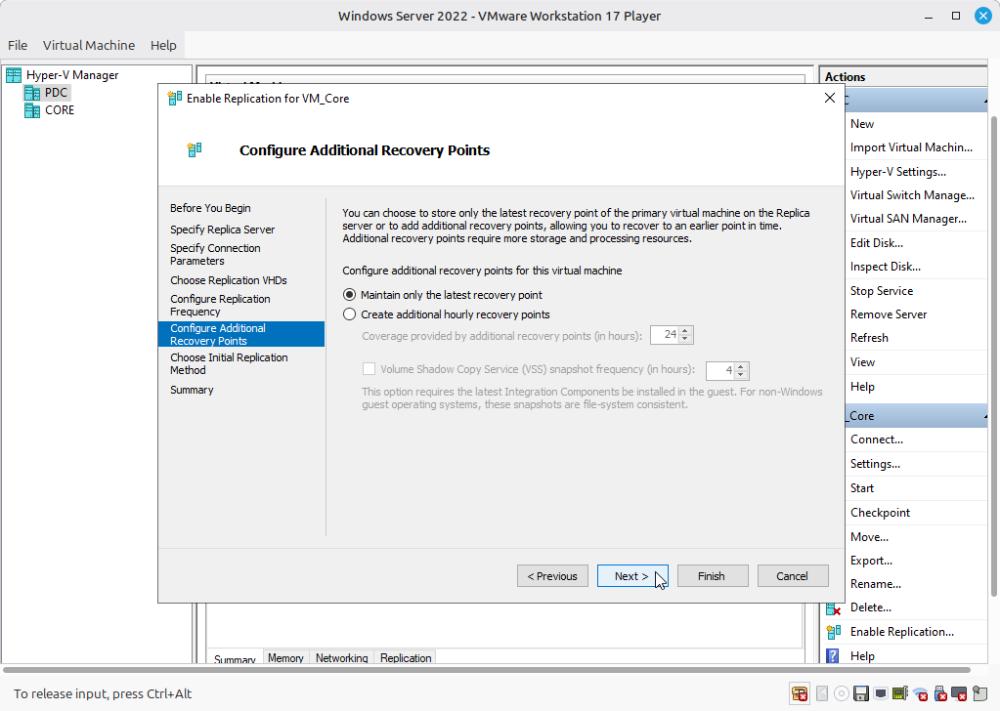 Windows Server 2022 - VMware Workstation 17 Player
File Virtual Machine Help
Hyper-V Manager
PDC
CORE
Enable Replication for VM_Core
Configure Additional Recovery Points
Before You Begin
Specify Replica Server
Specify Connection
Parameters
Choose Replication VHDs
Configure Replication
Frequency
Configure Additional
Recovery Points
Choose Initial Replication
Method
Summary
You can choose to store only the latest recovery point of the primary virtual machine on the Replica
server or to add additional recovery points, allowing you to recover to an earlier point in time.
Additional recovery points require more storage and processing resources.
Configure additional recovery points for this virtual machine
Maintain only the latest recovery point
Create additional hourly recovery points
Coverage provided by additional recovery points (in hours): 24
Volume Shadow Copy Service (VSS) snapshot frequency (in hours): 4
This option requires the latest Integration Components be installed in the guest. For non-Windows
guest operating systems, these snapshots are file-system consistent.
< Previous Next > Finish Cancel
Summary Memory Networking Replication
Actions
New
Import Virtual Machin...
Hyper-V Settings...
Virtual Switch Manage...
Virtual SAN Manager...
Edit Disk...
Inspect Disk...
Stop Service
Remove Server
Refresh
View
Help
_Core
Connect...
Settings...
Start
Checkpoint
Move...
Export...
Rename...
Delete...
Enable Replication...
Help
To release input, press Ctrl+Alt